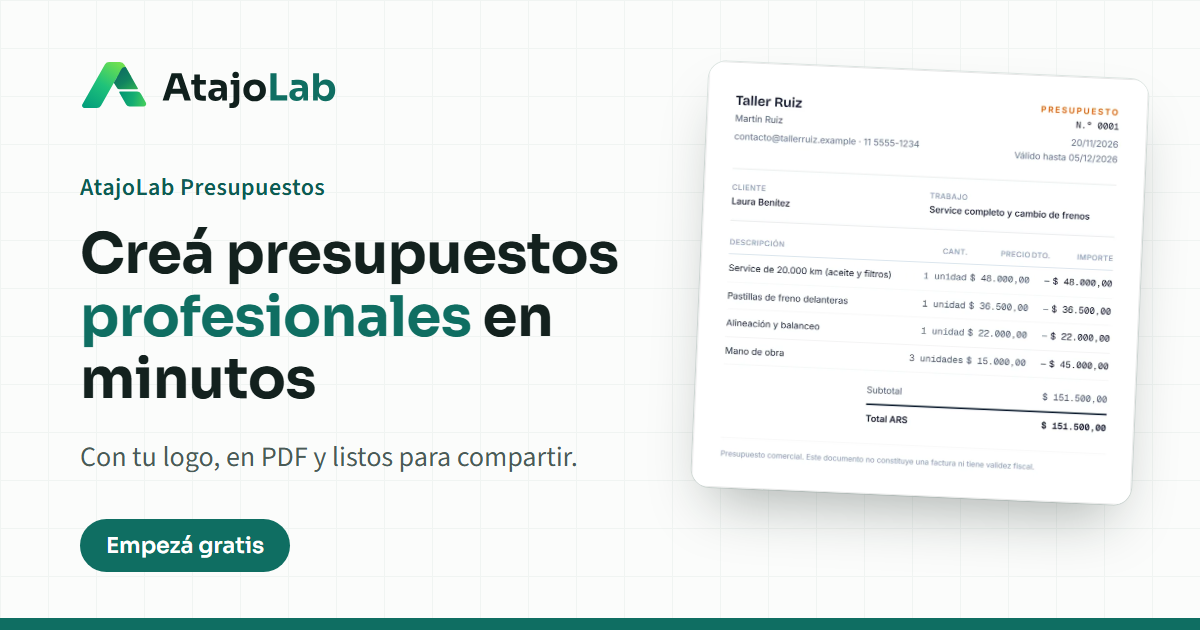 AtajoLab
AtajoLab Presupuestos
Creá presupuestos
profesionales en
minutos
Con tu logo, en PDF y listos para compartir.
Empezá gratis
Taller Ruiz
Martín Ruiz
contacto@tallerruiz.example · 11 5555-1234
PRESUPUESTO
N.º 0001
20/11/2026
Válido hasta 05/12/2026
CLIENTE
Laura Benítez
TRABAJO
Service completo y cambio de frenos
DESCRIPCIÓN CANT. PRECIO DTO. IMPORTE
Service de 20.000 km (aceite y filtros) 1 unidad $ 48.000,00 – $ 48.000,00
Pastillas de freno delanteras 1 unidad $ 36.500,00 – $ 36.500,00
Alineación y balanceo 1 unidad $ 22.000,00 – $ 22.000,00
Mano de obra 3 unidades $ 15.000,00 – $ 45.000,00
Subtotal $ 151.500,00
Total ARS $ 151.500,00
Presupuesto comercial. Este documento no constituye una factura ni tiene validez fiscal.